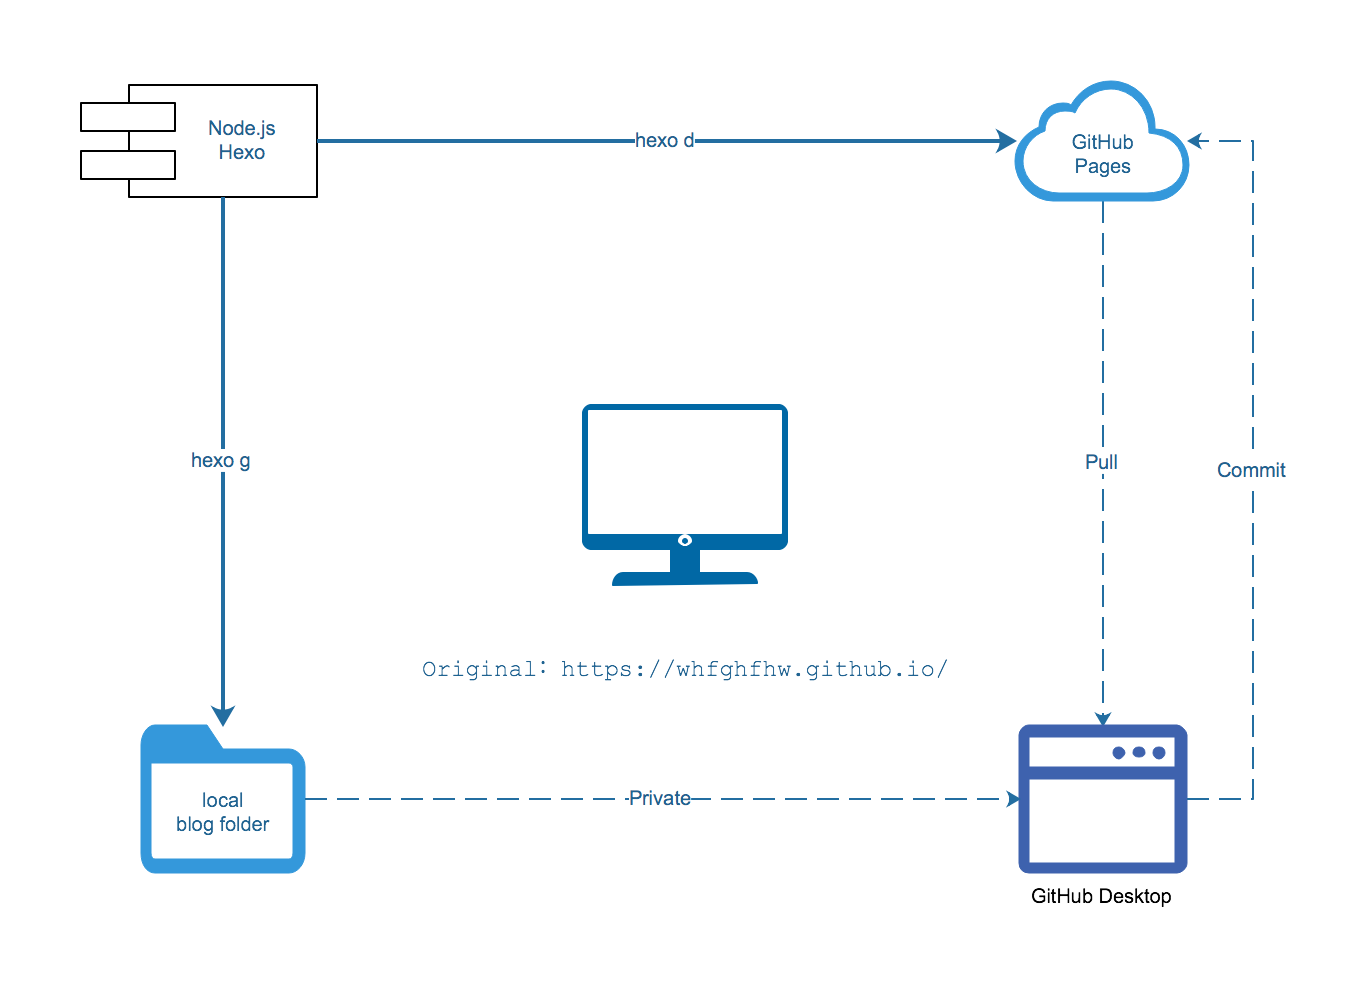 Node.js
Hexo
hexo d
GitHub
Pages
hexo g
Pull
Commit
Original: https://whfghfhw.github.io/
local
blog folder
Private
GitHub Desktop